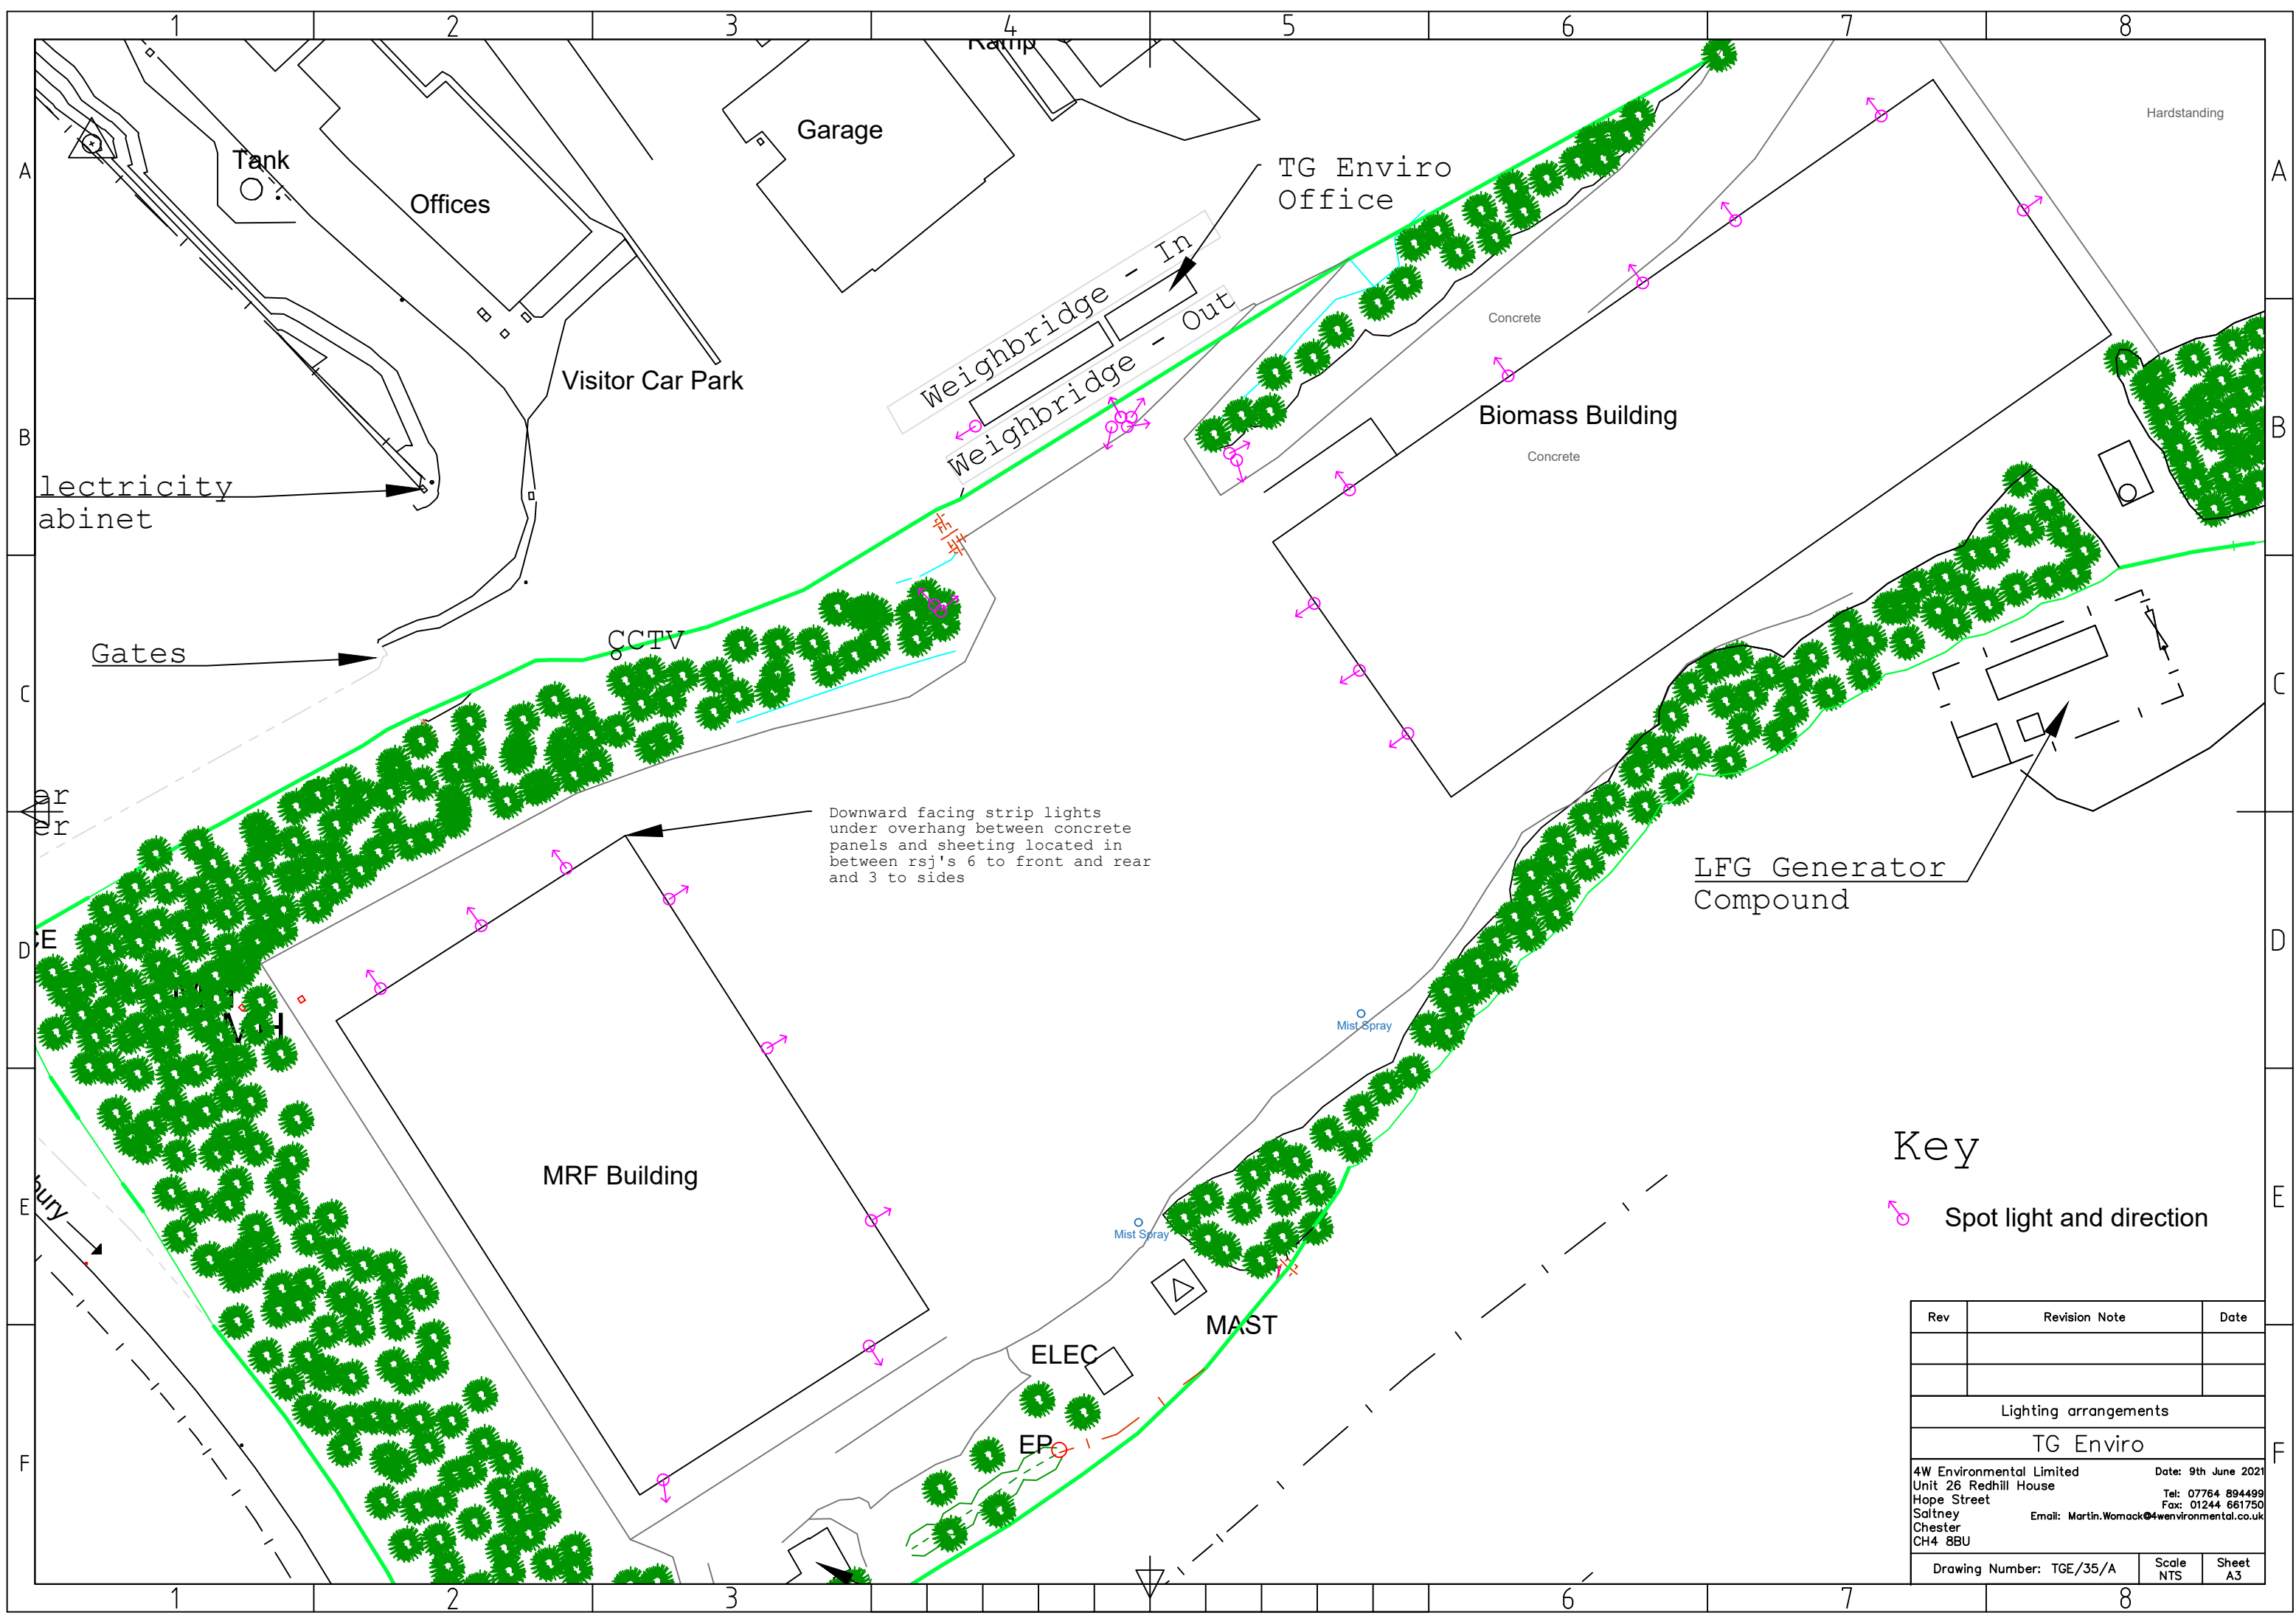 1 2 3 4 5 6 7 8
Ramp
Hardstanding
A
Tank
Garage
TG Enviro
Office
A
Offices
Weighbridge - In
Weighbridge - Out
Concrete
Visitor Car Park
B
Biomass Building
B
Concrete
lectricity
abinet
CCTV
Gates
C
C
er
er
Downward facing strip lights
under overhang between concrete
panels and sheeting located in
between rsj's 6 to front and rear
and 3 to sides
LFG Generator
Compound
CE
D
D
Mist Spray
Key
MRF Building
E
bury
E
Spot light and direction
Mist Spray
MAST
ELEC
EP
F
F
Rev Revision Note Date
Lighting arrangements
TG Enviro
4W Environmental Limited
Unit 26 Redhill House
Hope Street
Saltney
Chester
CH4 8BU
Date: 9th June 2021
Tel: 07764 894499
Fax: 01244 661750
Email: Martin.Womack@4wenvironmental.co.uk
Drawing Number: TGE/35/A
Scale
NTS
Sheet
A3
1 2 3 4 5 6 7 8